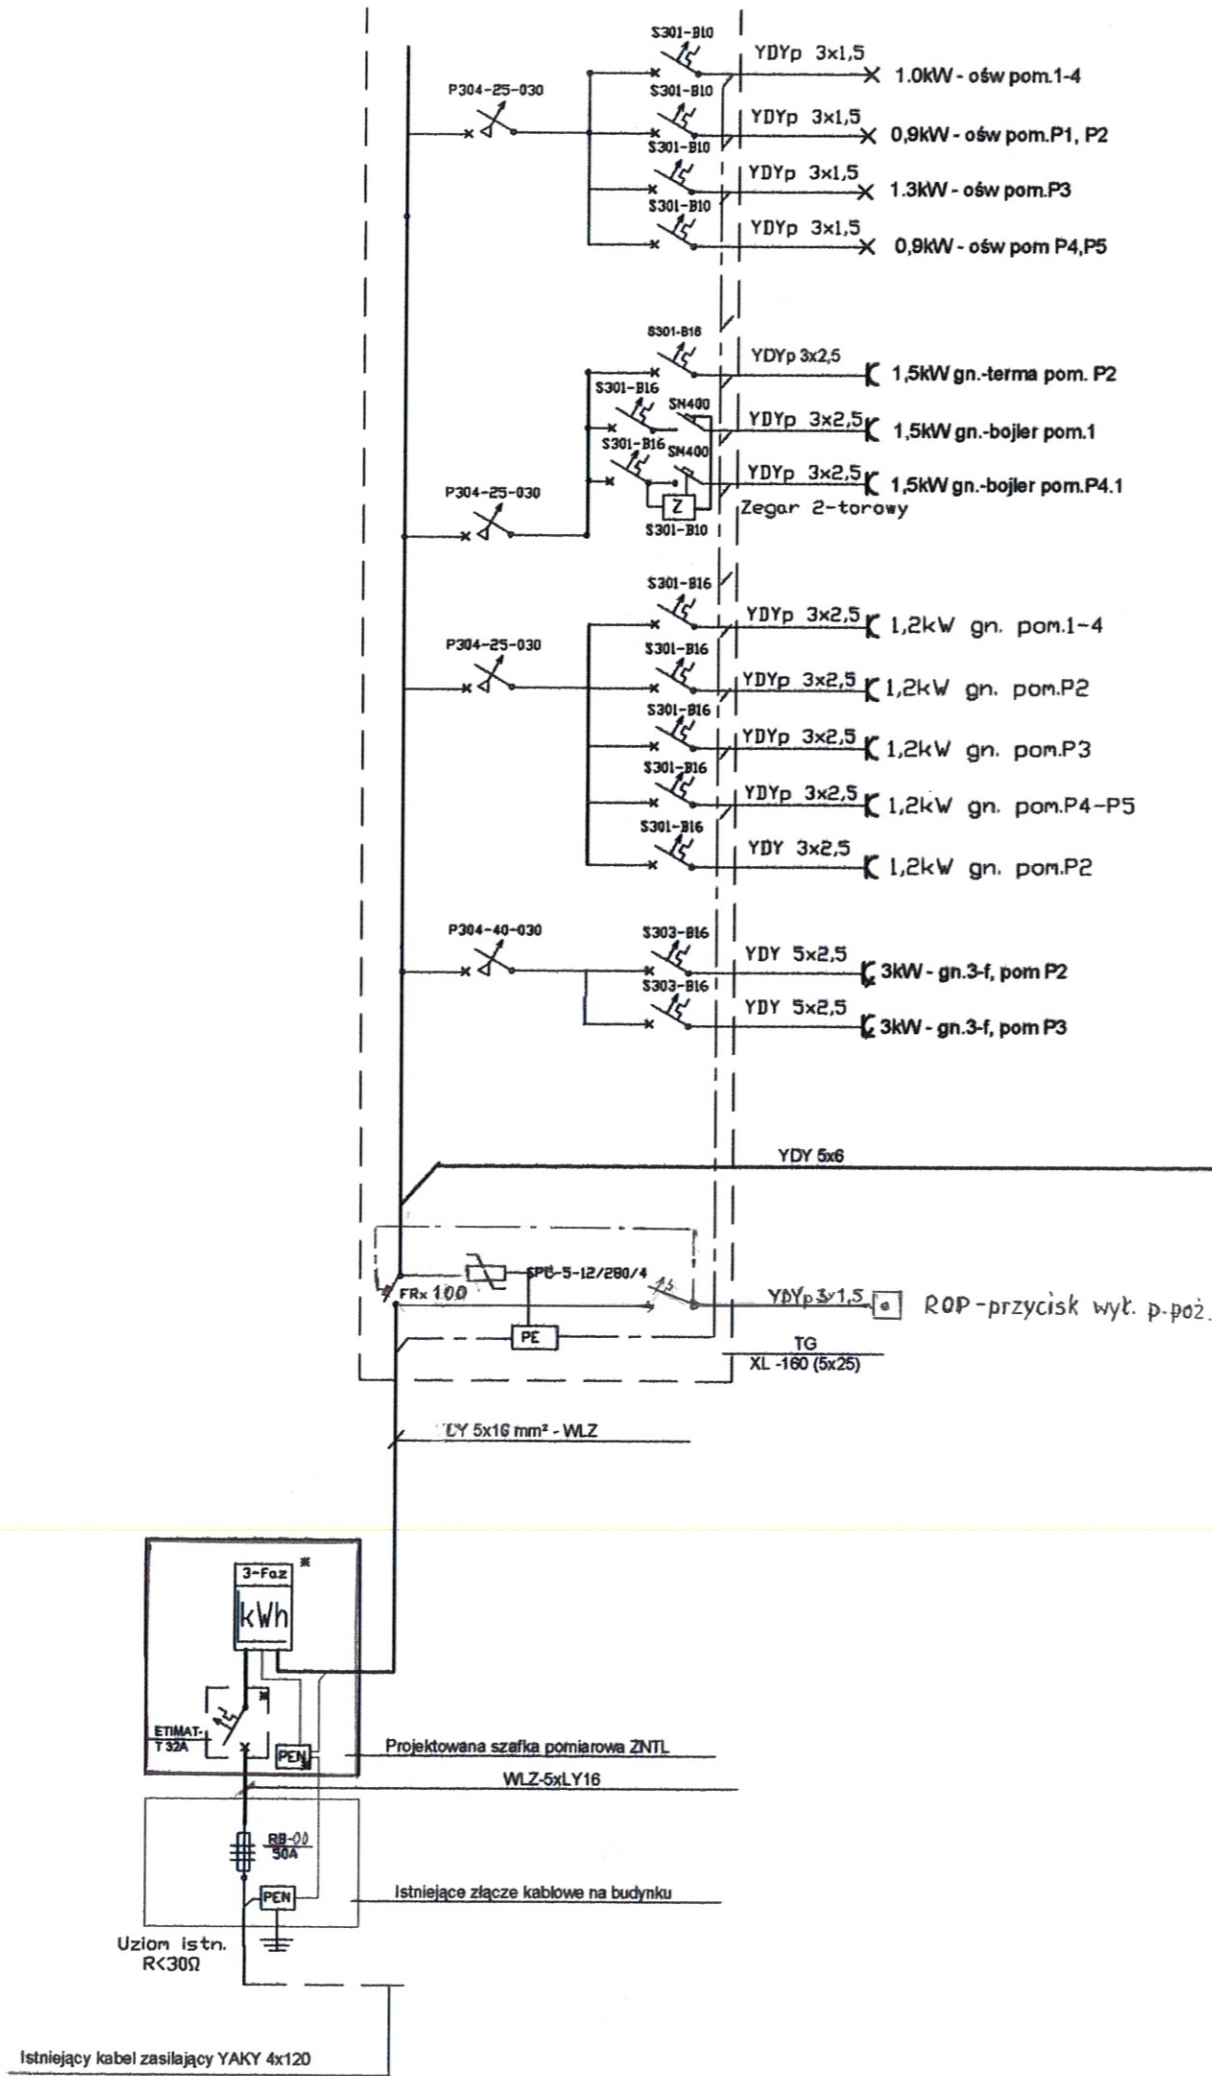 S301-B10
YDYp 3x1,5
1.0kW - ośw pom.1-4
P304-25-030
S301-B10
YDYp 3x1,5
0,9kW - ośw pom.P1, P2
S301-B10
YDYp 3x1,5
1.3kW - ośw pom.P3
S301-B10
YDYp 3x1,5
0,9kW - ośw pom P4,P5
S301-B16
YDYp 3x2,5
1,5kW gn.-terma pom. P2
S301-B16
SM400
YDYp 3x2,5
1,5kW gn.-bojler pom.1
S301-B16
SM400
YDYp 3x2,5
1,5kW gn.-bojler pom.P4.1
P304-25-030
Z
Zegar 2-torowy
S301-B10
S301-B16
YDYp 3x2,5
1,2kW gn. pom.1-4
P304-25-030
S301-B16
YDYp 3x2,5
1,2kW gn. pom.P2
S301-B16
YDYp 3x2,5
1,2kW gn. pom.P3
S301-B16
YDYp 3x2,5
1,2kW gn. pom.P4-P5
S301-B16
YDY 3x2,5
1,2kW gn. pom.P2
P304-40-030
S303-B16
YDY 5x2,5
3kW - gn.3-f, pom P2
S303-B16
YDY 5x2,5
3kW - gn.3-f, pom P3
YDY 5x6
-5-12/280/4
FRx 100
YDYp 3x1,5
ROP-przycisk wył. p.poż.
PE
TG
XL -160 (5x25)
5x16 mm² - WLZ
3-Faz
*
kWh
*
ETIMAT-
T 32A
PEN
Projektowana szafka pomiarowa ZNTL
WLZ-5xLY16
RB-00
50A
PEN
Istniejące złącze kablowe na budynku
Uziom istn.
R<30Ω
Istniejący kabel zasilający YAKY 4x120